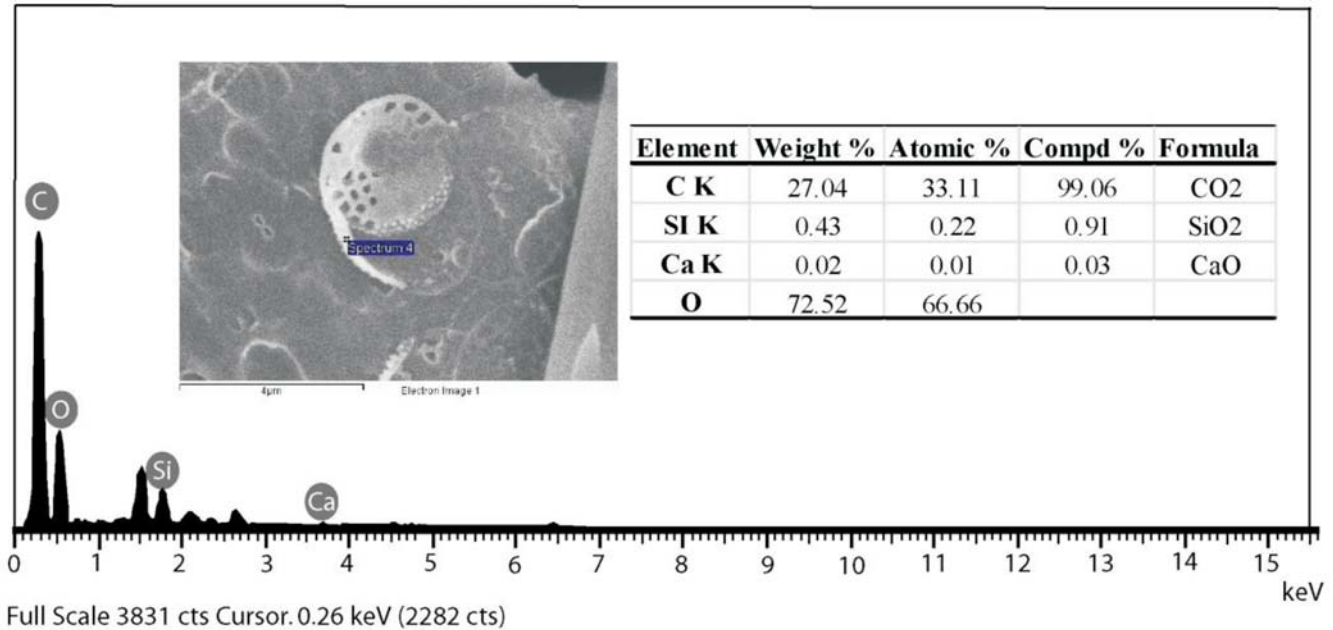 Element Weight % Atomic % Compd % Formula
C K 27.04 33.11 99.06 CO2
SI K 0.43 0.22 0.91 SiO2
Ca K 0.02 0.01 0.03 CaO
O 72.52 66.66
C
O
Si
Ca
Spectrum 4
4µm Electron Image 1
0 1 2 3 4 5 6 7 8 9 10 11 12 13 14 15
keV
Full Scale 3831 cts Cursor. 0.26 keV (2282 cts)